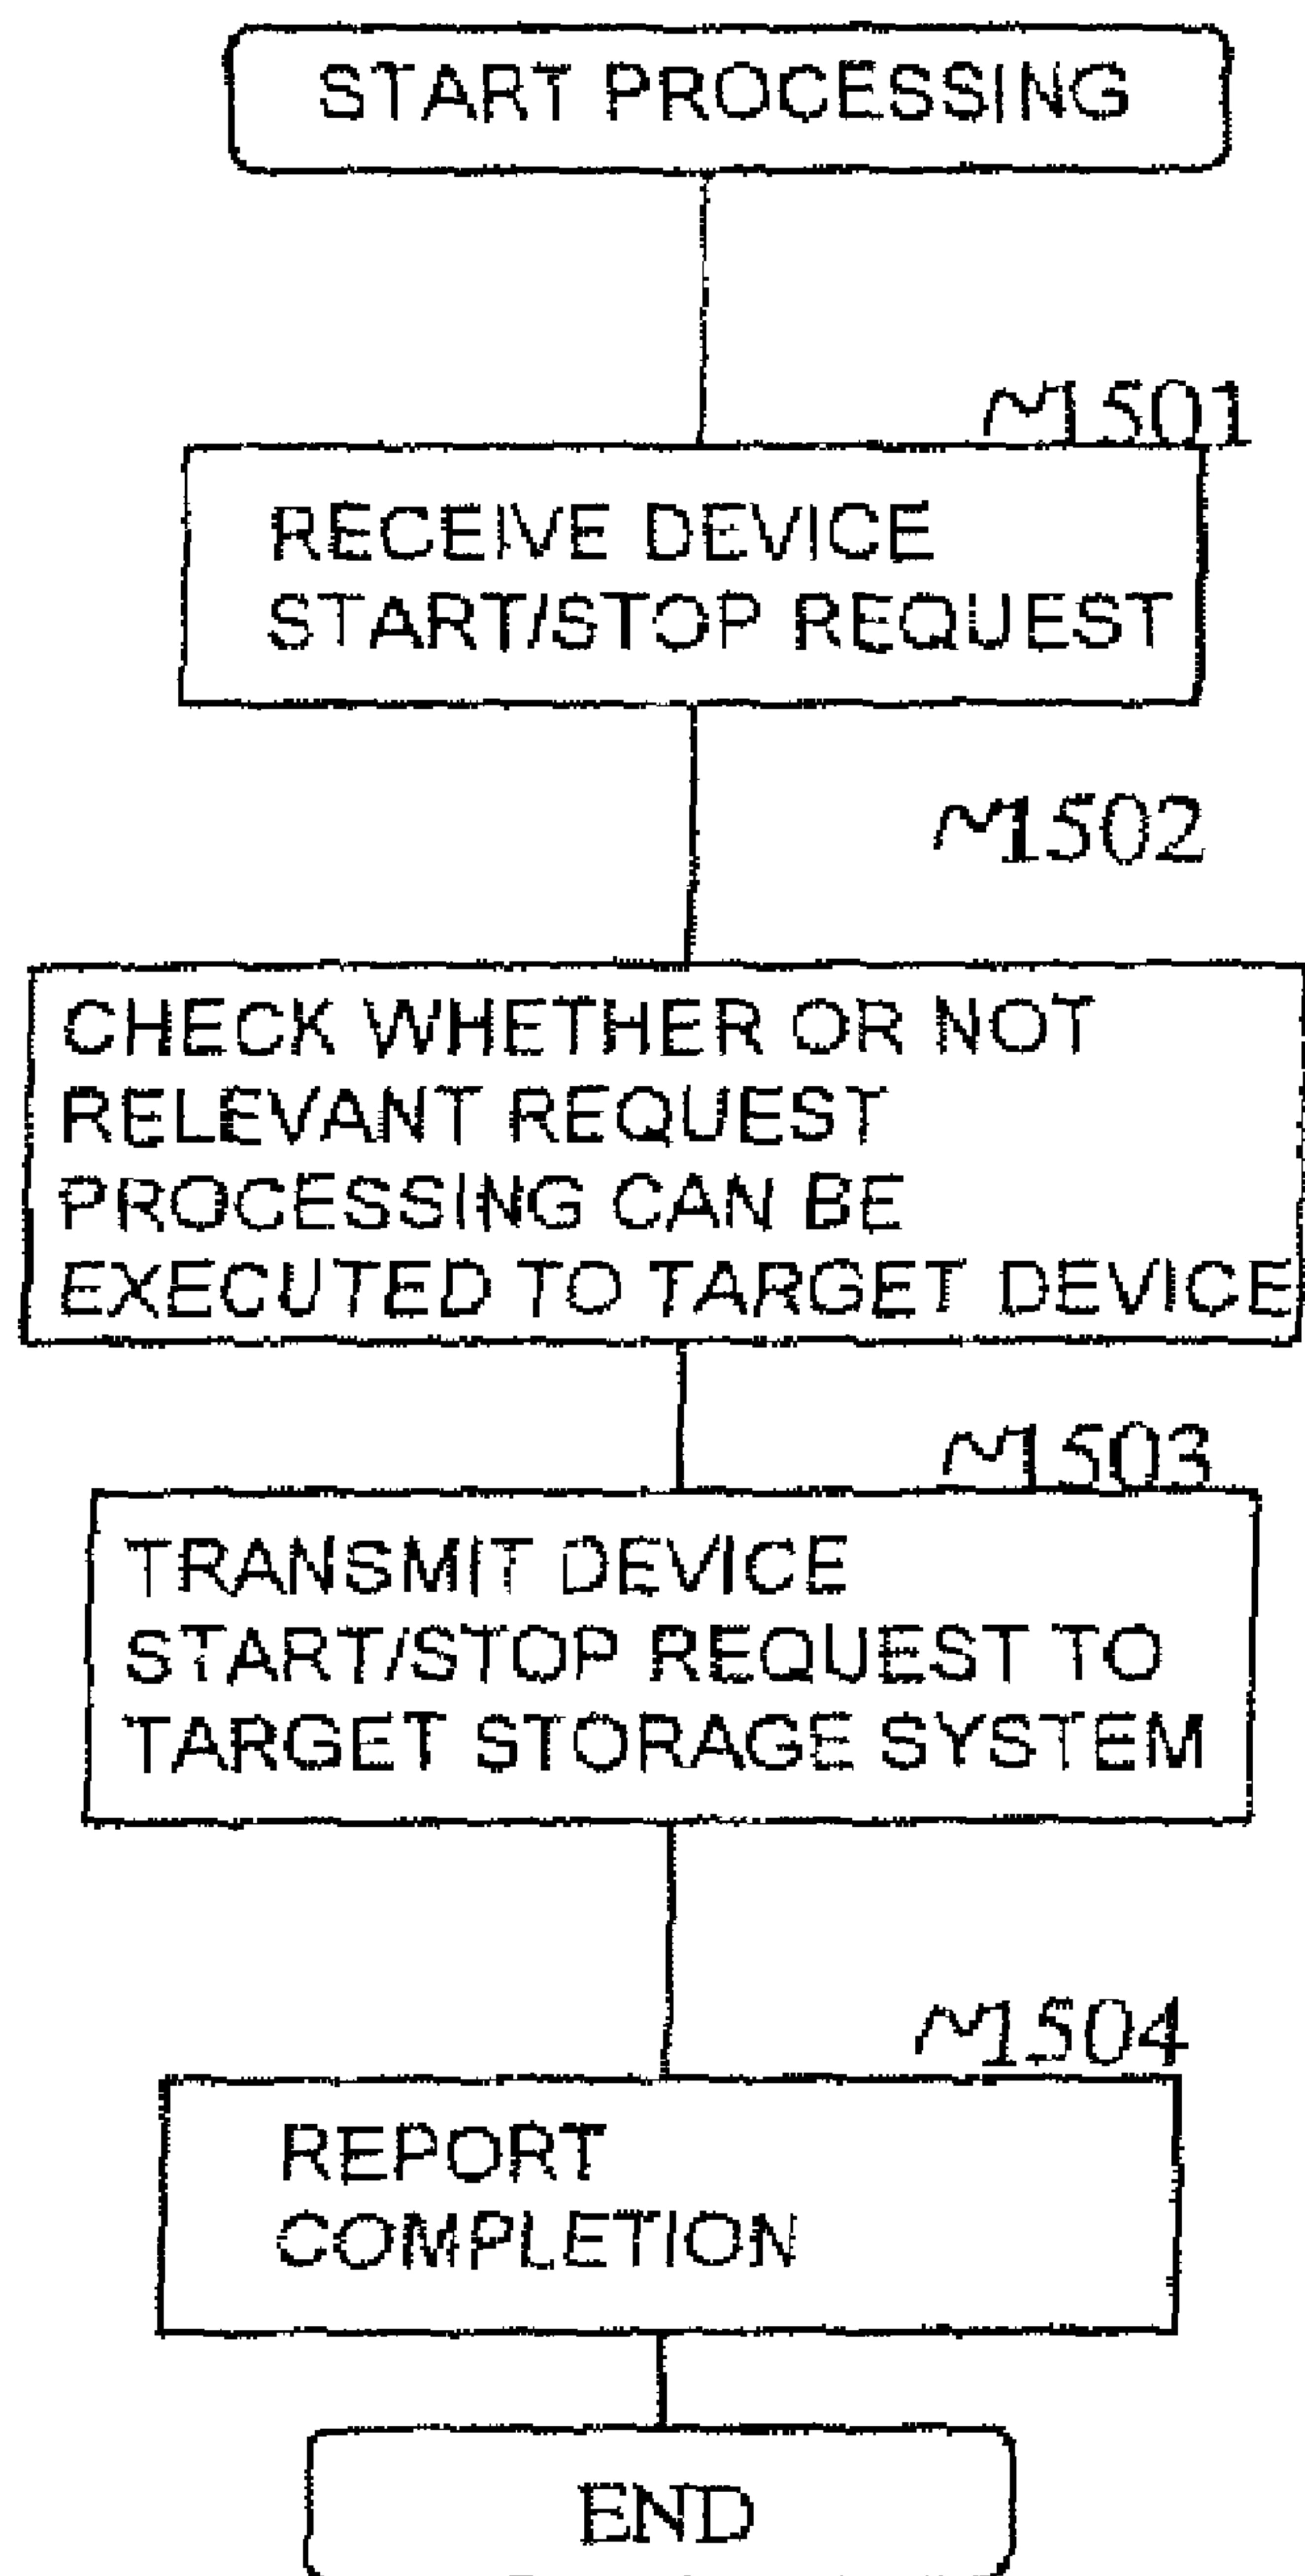 START PROCESSING
~1501
RECEIVE DEVICE
START/STOP REQUEST
~1502
CHECK WHETHER OR NOT
RELEVANT REQUEST
PROCESSING CAN BE
EXECUTED TO TARGET DEVICE
~1503
TRANSMIT DEVICE
START/STOP REQUEST TO
TARGET STORAGE SYSTEM
~1504
REPORT
COMPLETION
END